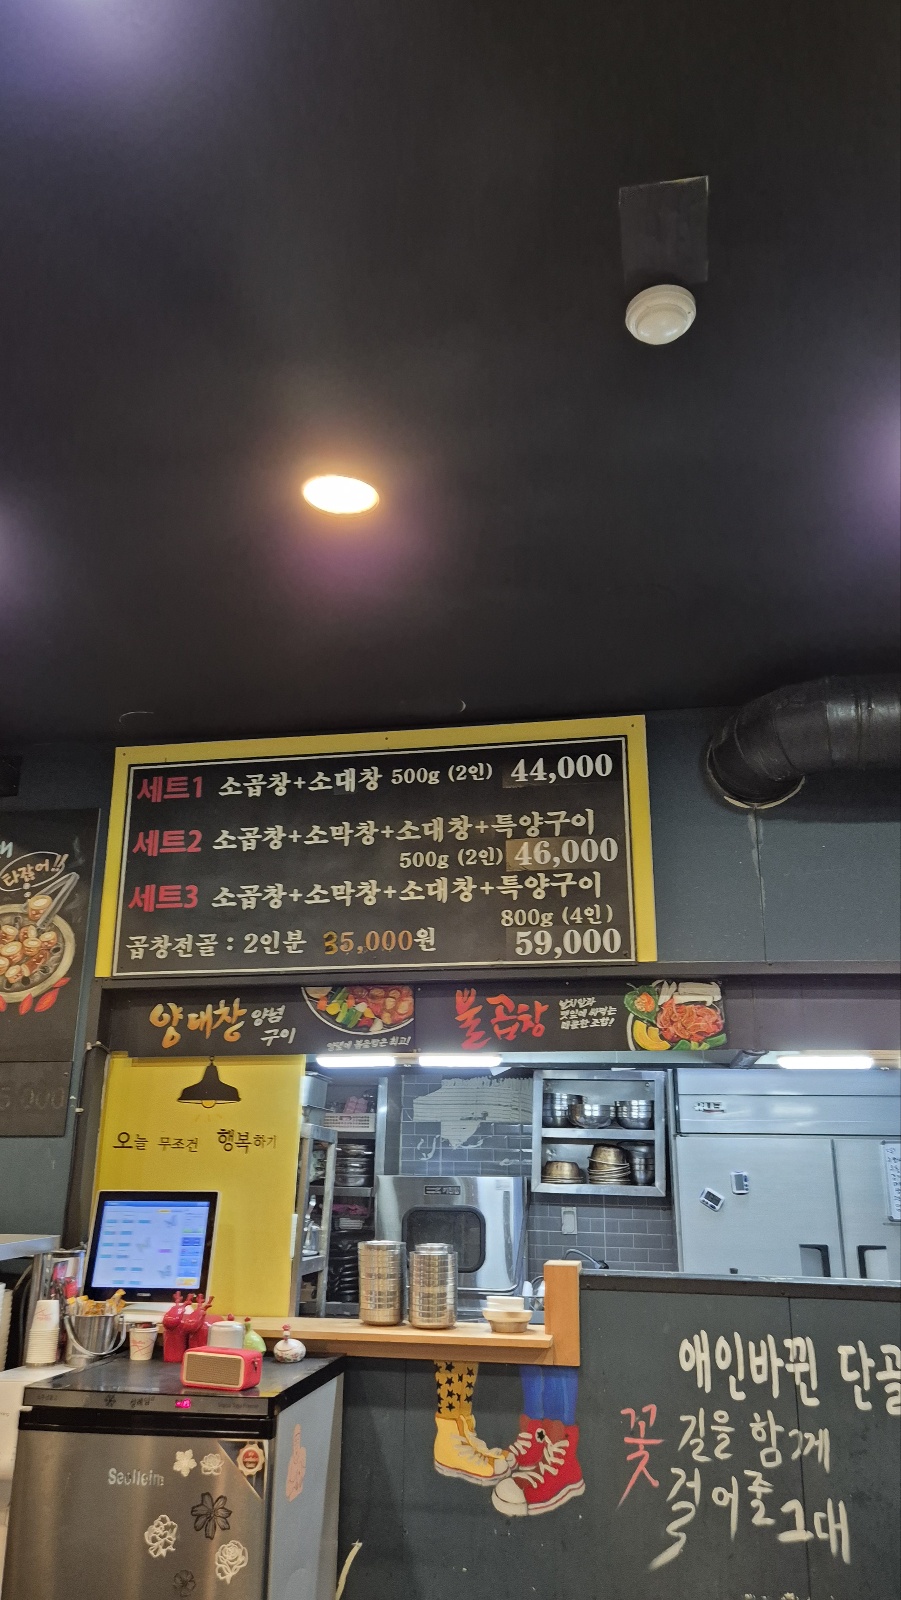 세트1 소곱창+소대창 500g (2인) 44,000
세트2 소곱창+소막창+소대창+특양구이
500g (2인) 46,000
세트3 소곱창+소막창+소대창+특양구이
800g (4인)
곱창전골 : 2인분 35,000원 59,000
타잖어!!
양대창 양념
구이
불곱창
오늘 무조건 행복하기
애인바뀐 단골
꽃길을 함께
걸어줄 그대